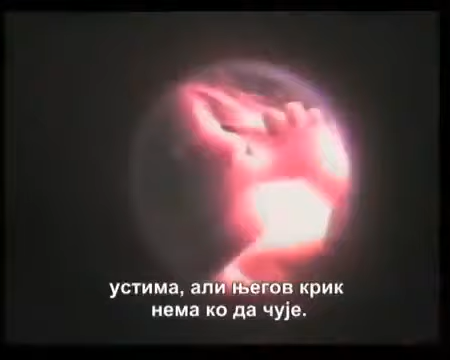 устима, али његов крик
нема ко да чује.